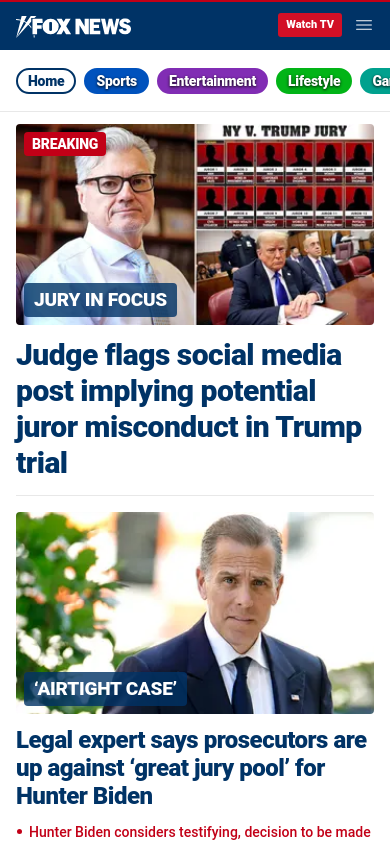 FOX NEWS
Watch TV
Home
Sports
Entertainment
Lifestyle
Ga
BREAKING
NY V. TRUMP JURY
JURY IN FOCUS
Judge flags social media
post implying potential
juror misconduct in Trump
trial
‘AIRTIGHT CASE’
Legal expert says prosecutors are
up against ‘great jury pool’ for
Hunter Biden
• Hunter Biden considers testifying, decision to be made